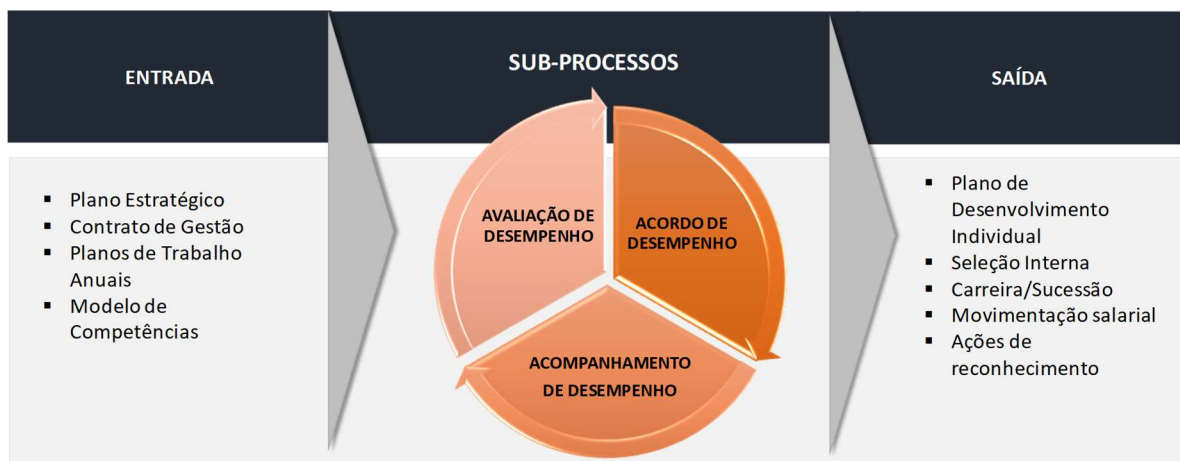 ENTRADA
▪ Plano Estratégico
▪ Contrato de Gestão
▪ Planos de Trabalho
Anuais
▪ Modelo de
Competências
SUB-PROCESSOS
AVALIAÇÃO DE
DESEMPENHO
ACORDO DE
DESEMPENHO
ACOMPANHAMENTO
DE DESEMPENHO
SAÍDA
▪ Plano de
Desenvolvimento
Individual
▪ Seleção Interna
▪ Carreira/Sucessão
▪ Movimentação salarial
▪ Ações de
reconhecimento